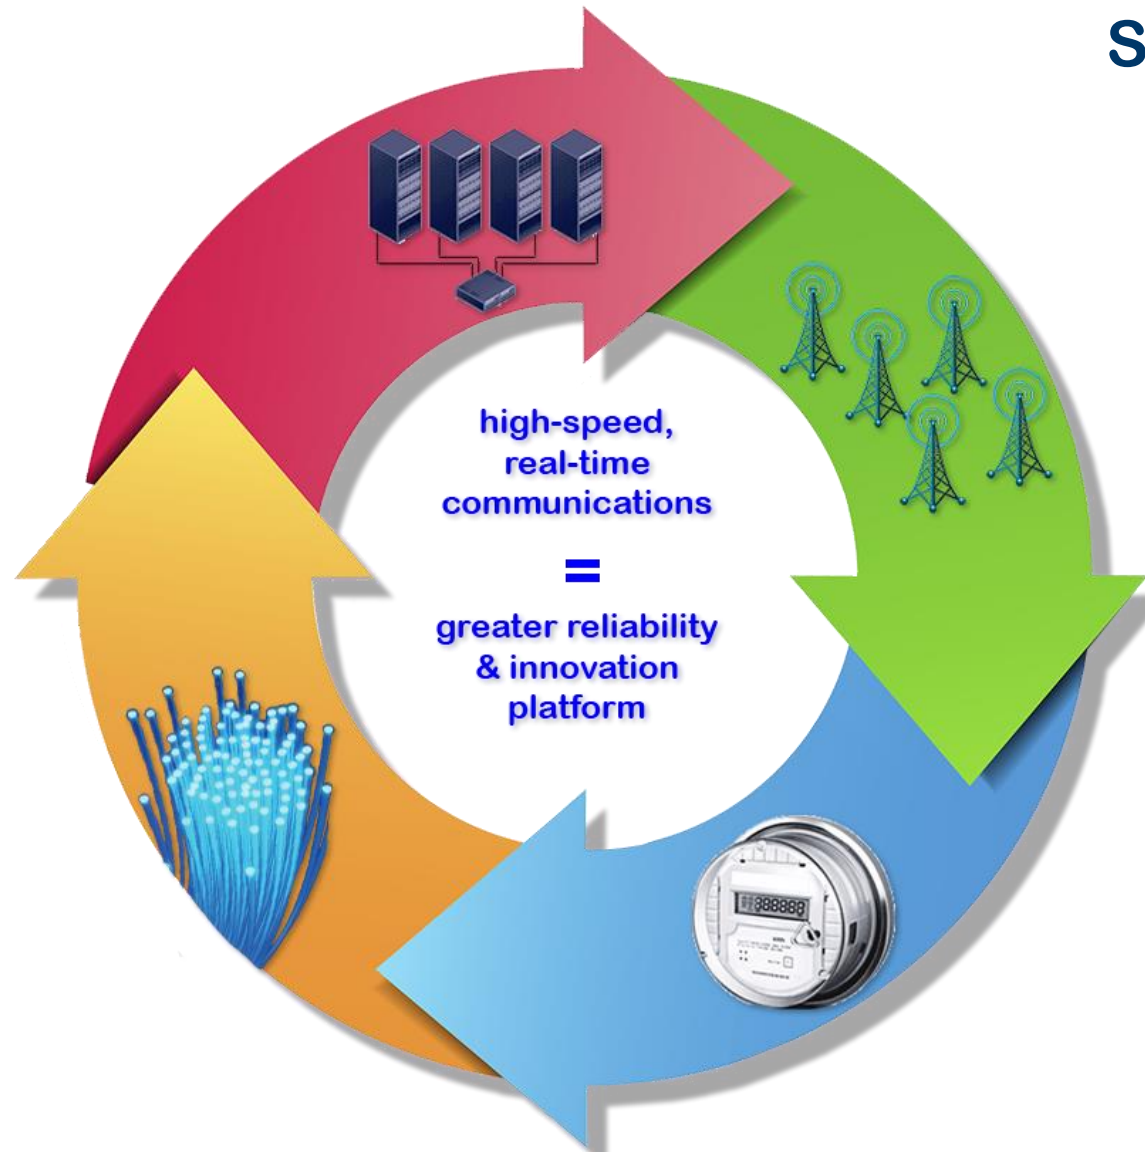 S
high-speed,
real-time
communications
=
greater reliability
& innovation
platform